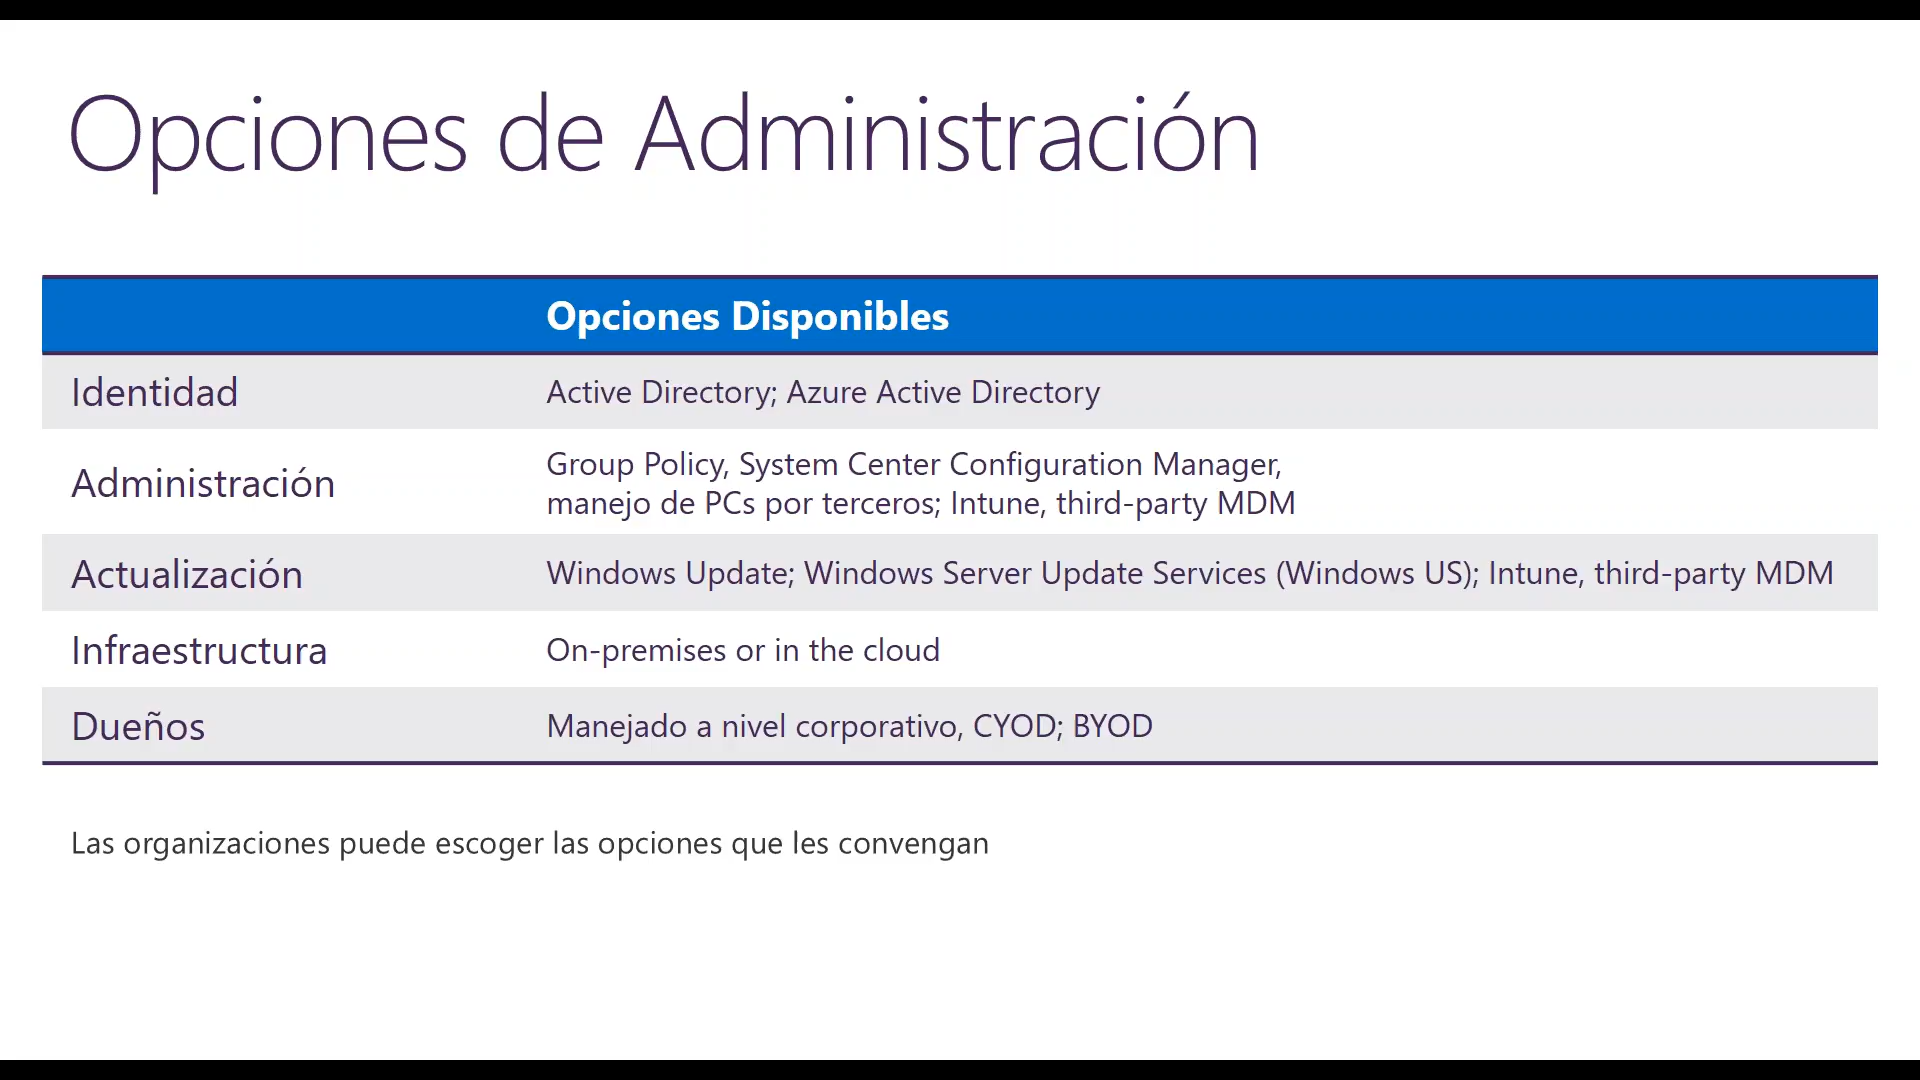 Opciones de Administración
Opciones Disponibles
Identidad
Active Directory; Azure Active Directory
Administración
Group Policy, System Center Configuration Manager,
manejo de PCs por terceros; Intune, third-party MDM
Actualización
Windows Update; Windows Server Update Services (Windows US); Intune, third-party MDM
Infraestructura
On-premises or in the cloud
Dueños
Manejado a nivel corporativo, CYOD; BYOD
Las organizaciones puede escoger las opciones que les convengan